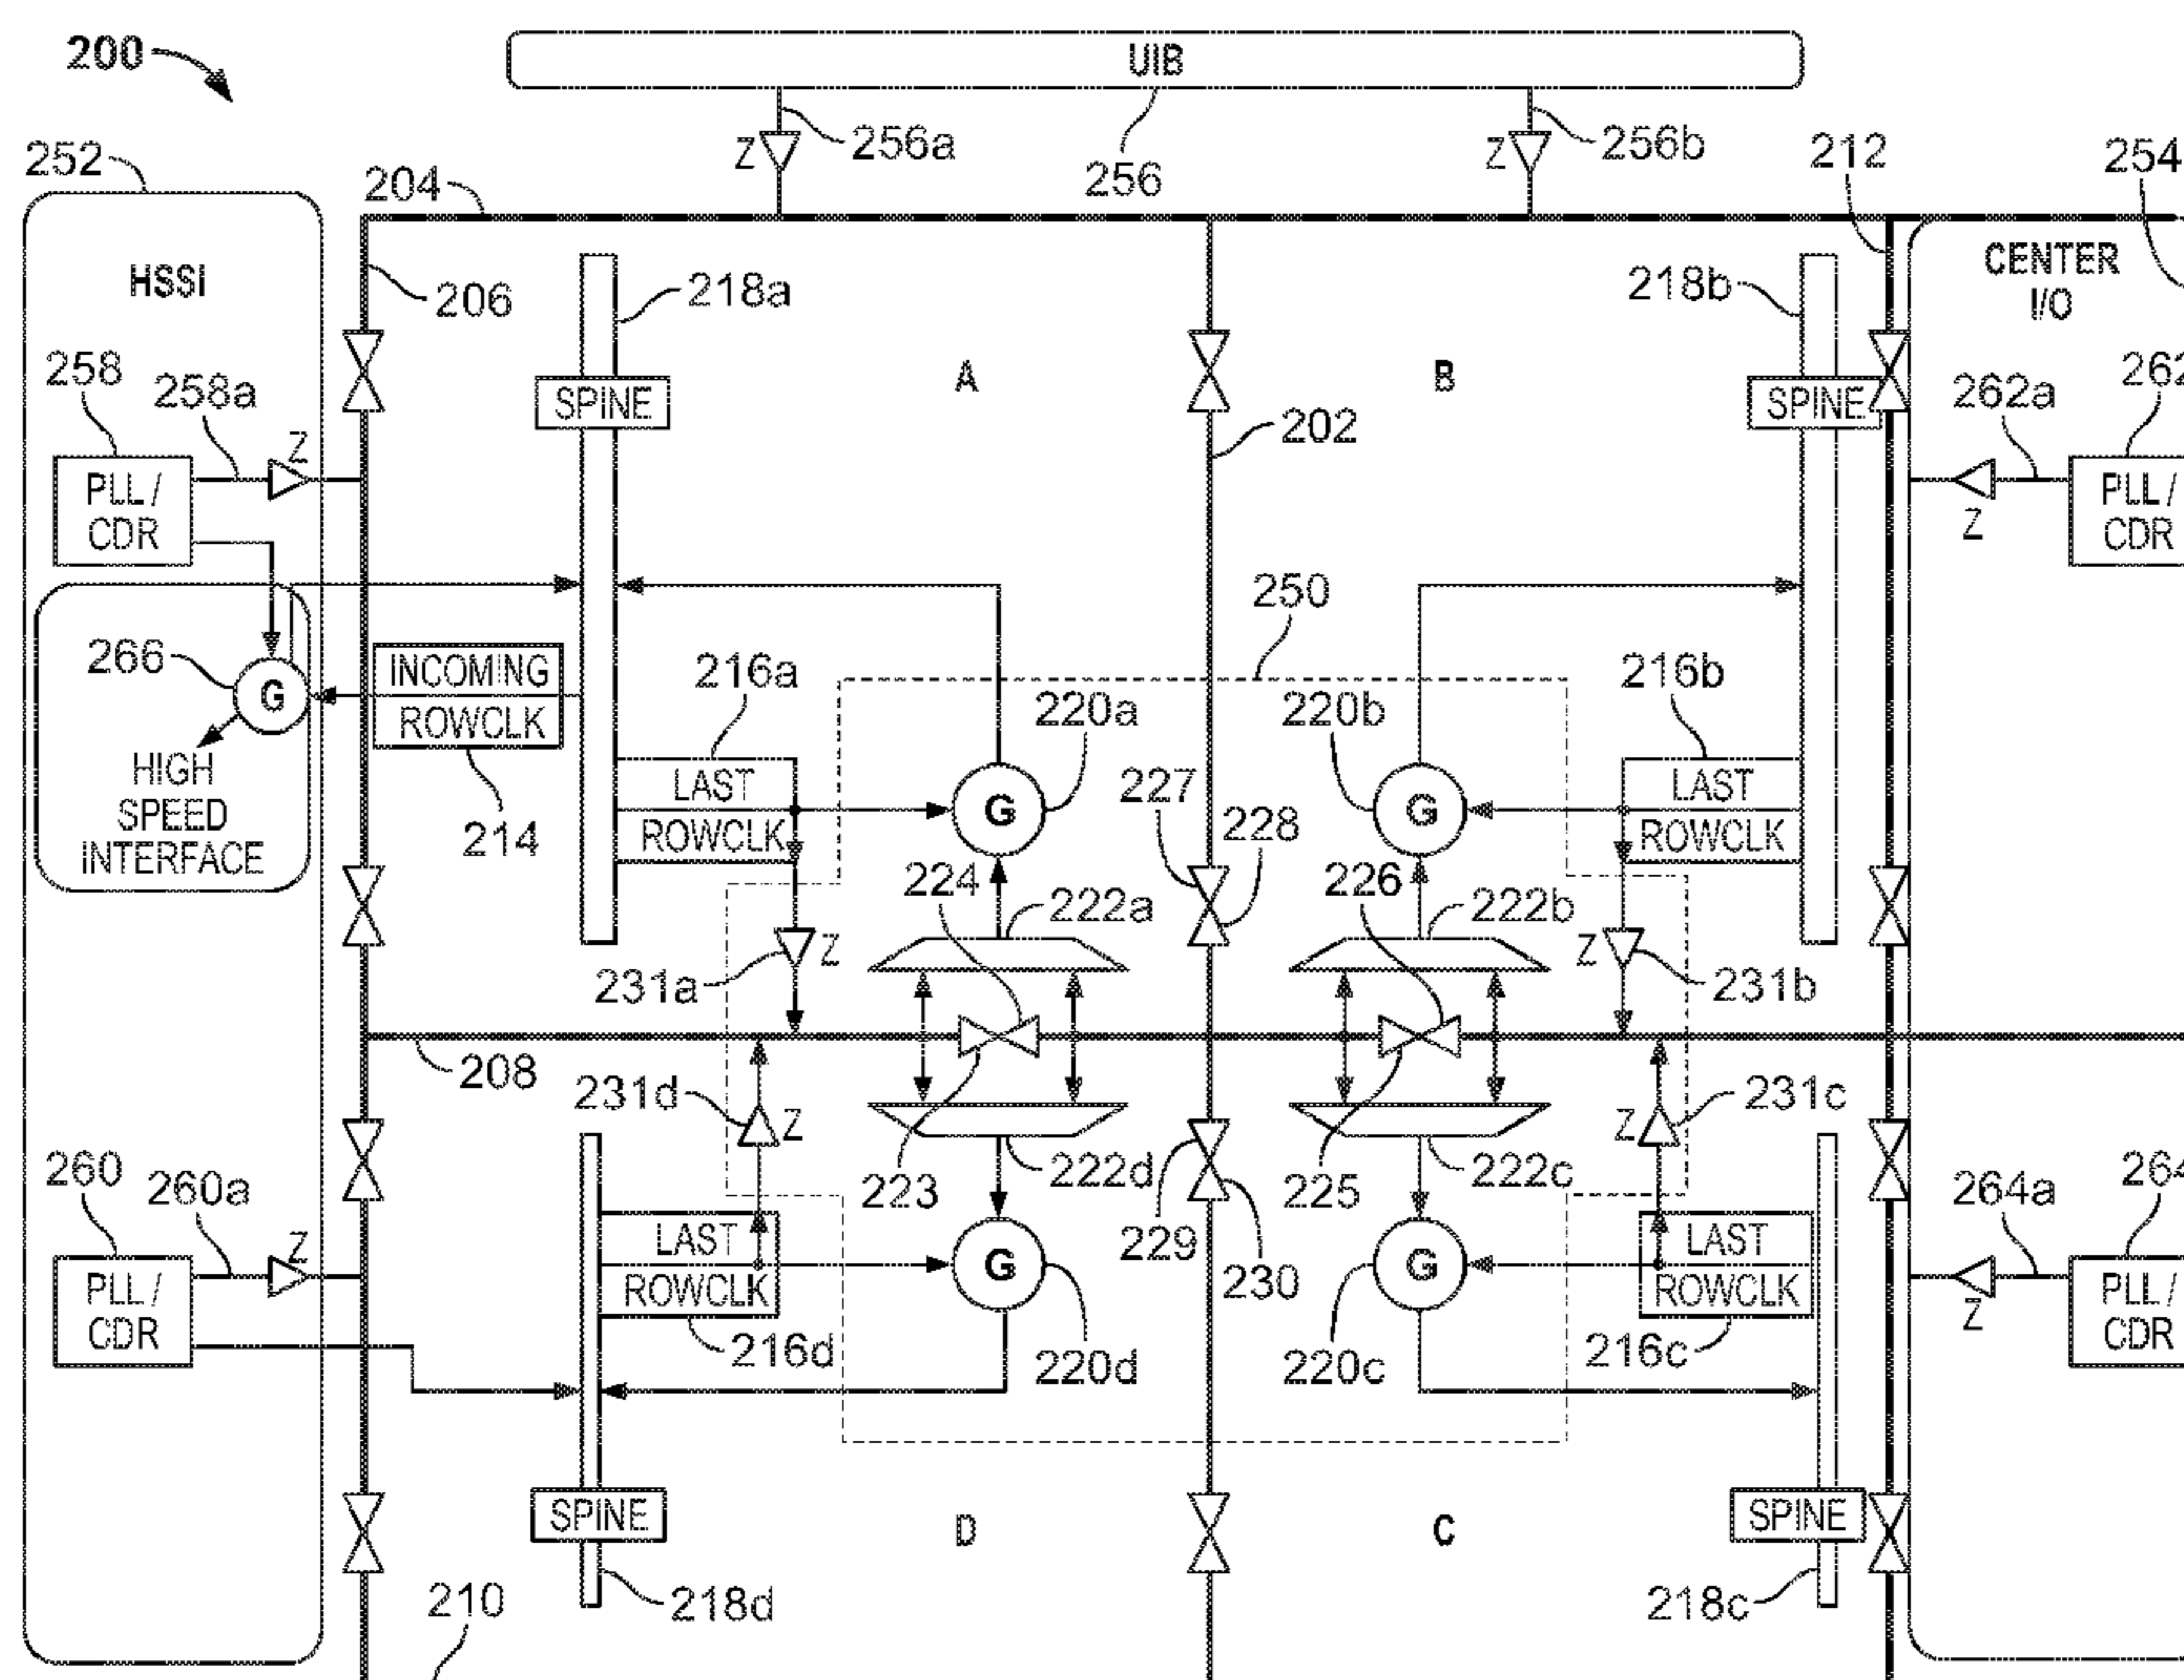 200
UIB
256a
256
256b
212
254
252
204
HSSI
206
218a
218b
CENTER
I/O
258
258a
Z
Z
Z
A
B
SPINE
SPINE
202
262a
262
PLL /
CDR
Z
PLL /
CDR
250
266
G
INCOMING
ROWCLK
214
216a
220a
220b
216b
HIGH
SPEED
INTERFACE
LAST
ROWCLK
G
227
228
G
LAST
ROWCLK
224
222a
226
222b
Z
231a
Z
231b
208
231d
Z
223
222d
225
222c
Z
231c
260
260a
Z
229
230
264a
264
PLL /
CDR
LAST
ROWCLK
G
G
LAST
ROWCLK
Z
PLL /
CDR
216d
220d
220c
216c
SPINE
D
C
SPINE
210
218d
218c